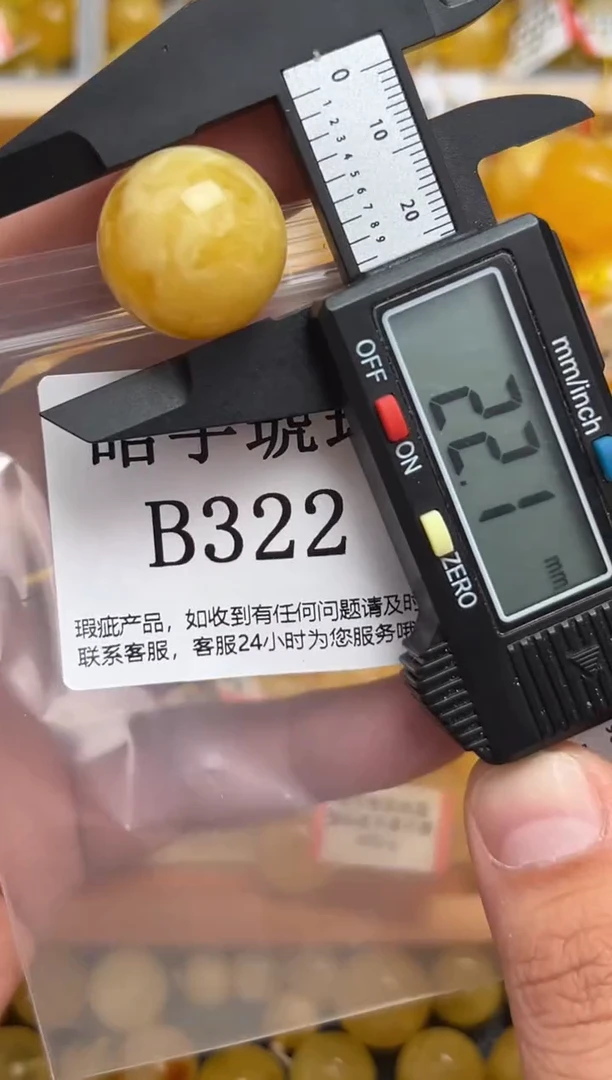 0 10 20
1 2 3 4 5 6 7 8 9
OFF
ON
ZERO
mm/inch
22.1
mm
B322
瑕疵产品，如收到有任何问题请及时
联系客服，客服24小时为您服务哦